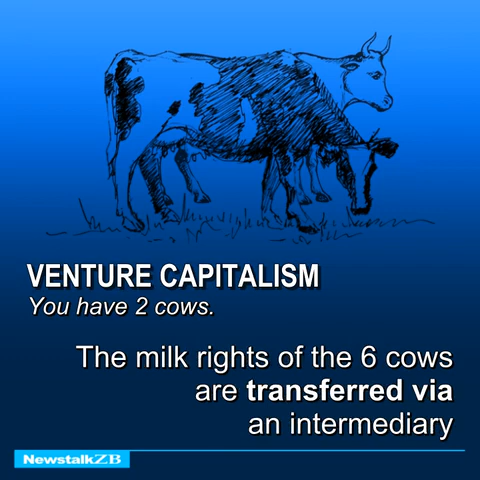 VENTURE CAPITALISM
You have 2 cows.
The milk rights of the 6 cows
are transferred via
an intermediary
NewstalkZB